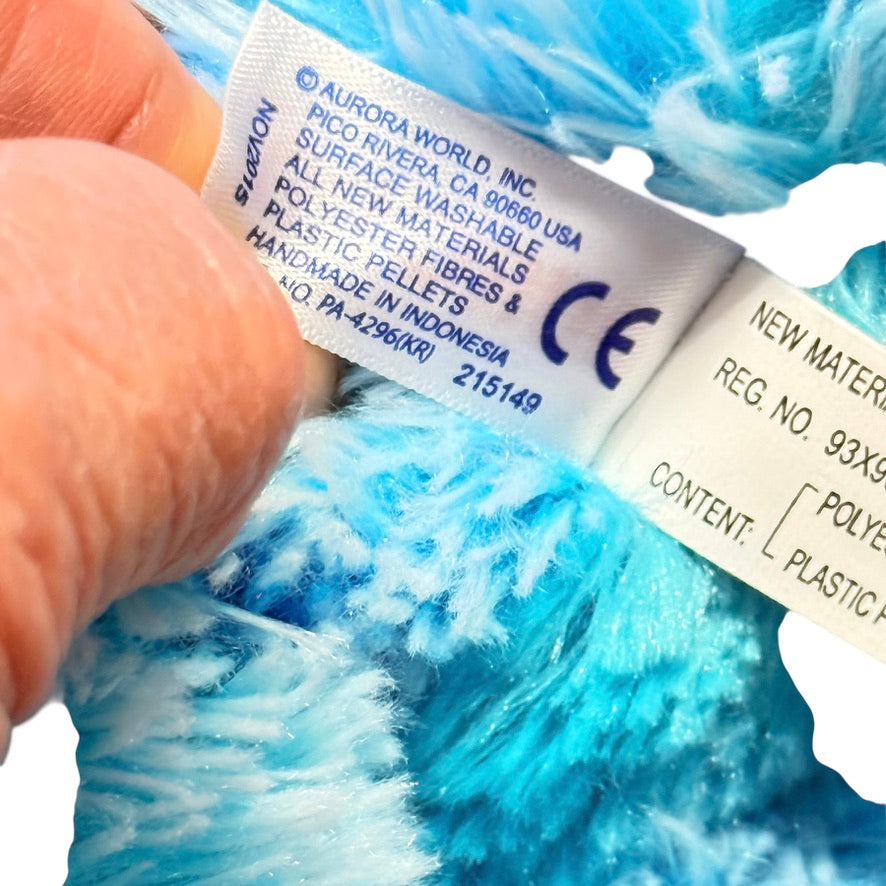 © AURORA WORLD, INC.
PICO RIVERA, CA 90660 USA
SURFACE WASHABLE
ALL NEW MATERIALS
POLYESTER FIBRES &
PLASTIC PELLETS
HANDMADE IN INDONESIA
NO. PA-4296(KR)
215149
NOV2015
CE
NEW MATERI
REG. NO. 93X9
CONTENT:
POLYE
PLASTIC P